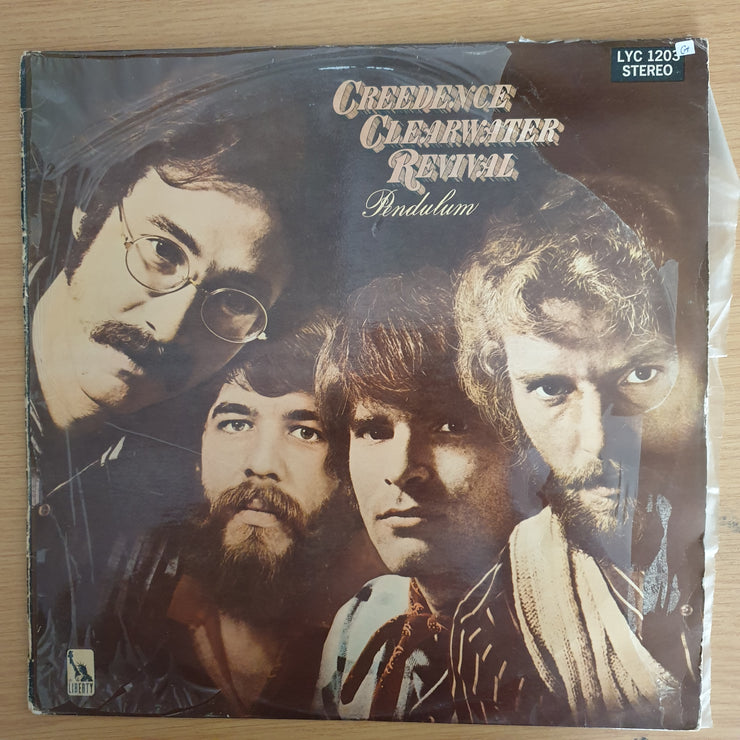 LYC 1203
STEREO
G+
CREEDENCE
CLEARWATER
REVIVAL
Pendulum
LIBERTY